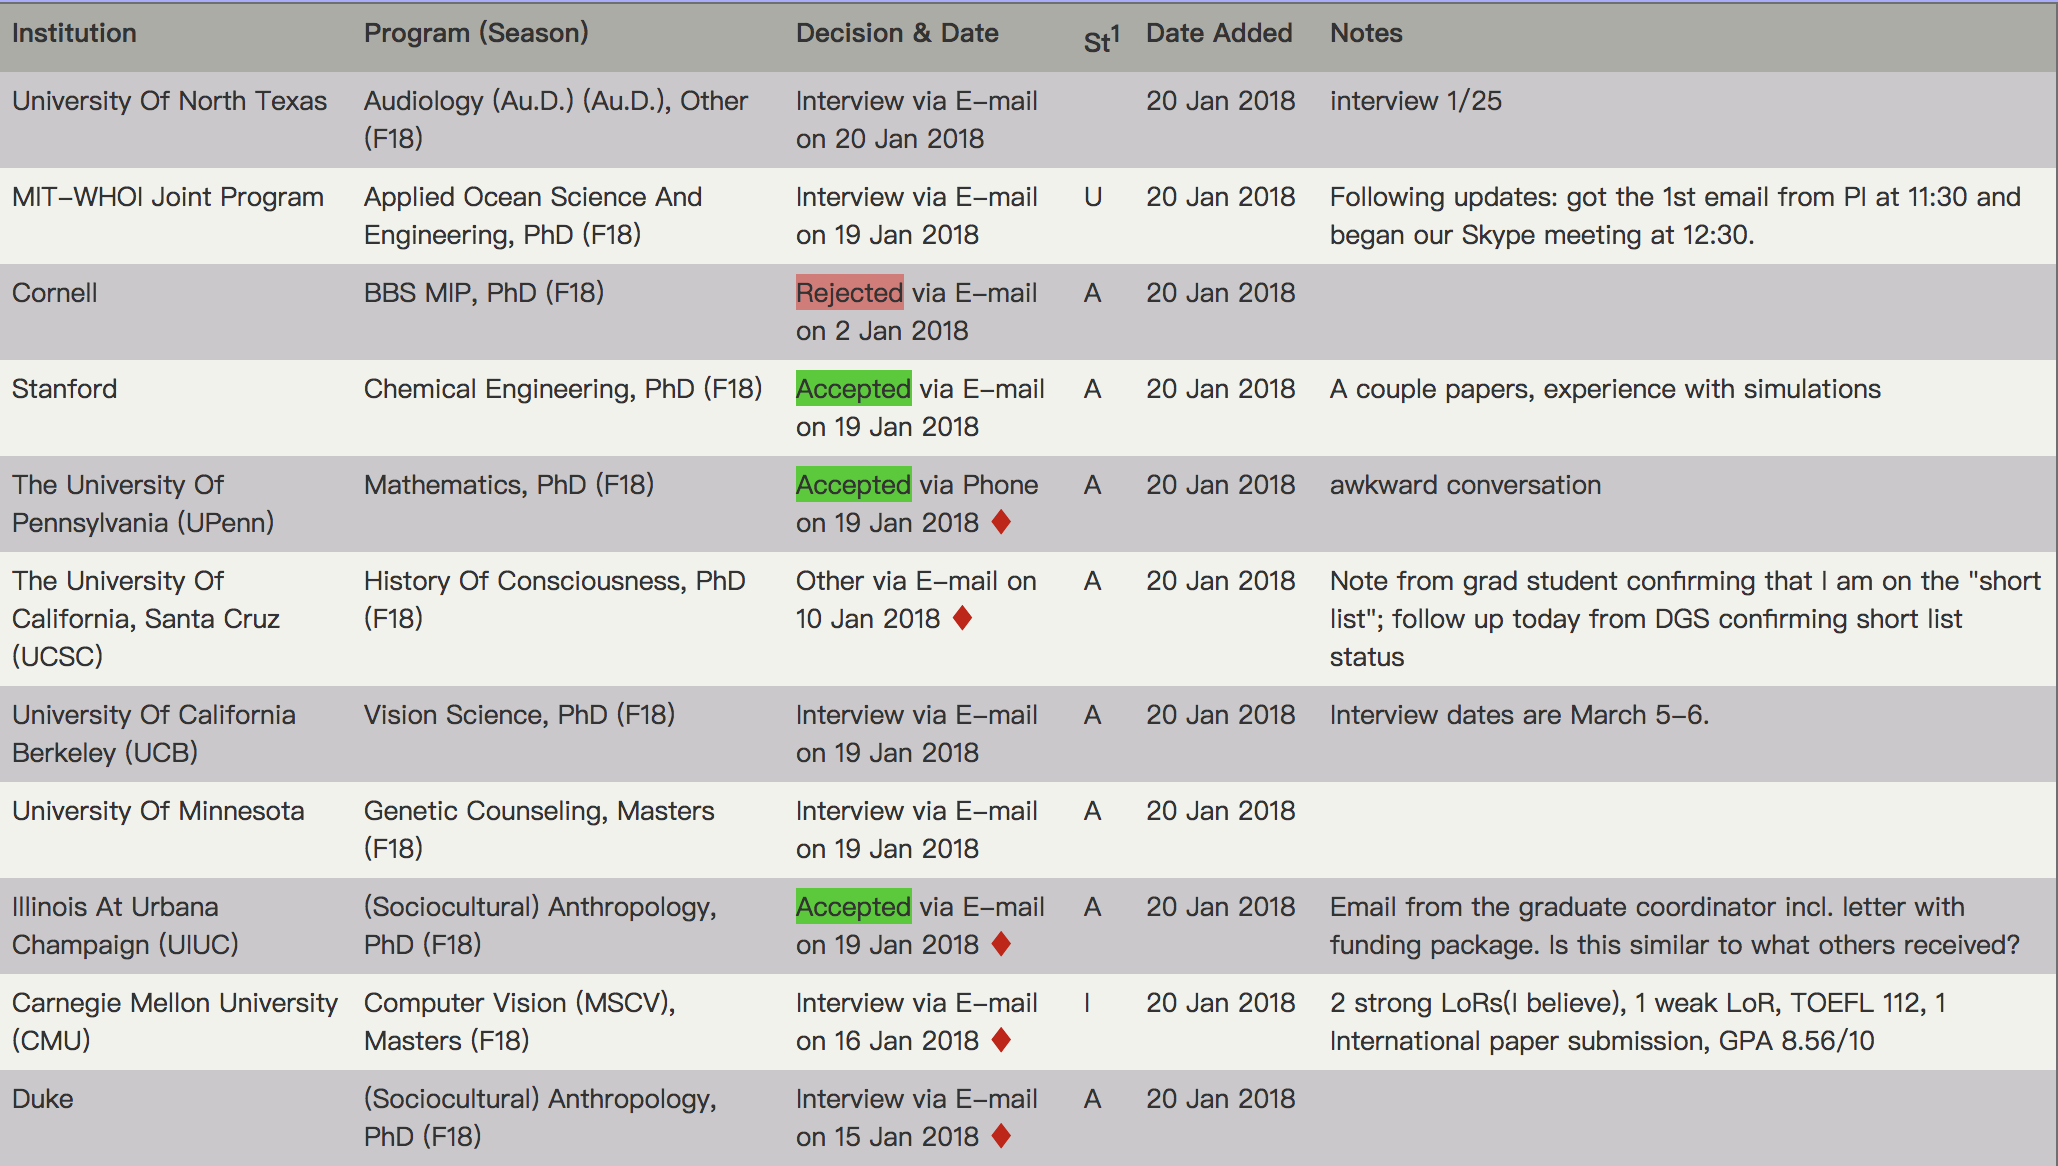 Institution Program (Season) Decision & Date St1 Date Added Notes
University Of North Texas Audiology (Au.D.) (Au.D.), Other Interview via E-mail 20 Jan 2018 interview 1/25
(F18) on 20 Jan 2018
MIT-WHOI Joint Program Applied Ocean Science And Interview via E-mail U 20 Jan 2018 Following updates: got the 1st email from PI at 11:30 and
Engineering, PhD (F18) on 19 Jan 2018 began our Skype meeting at 12:30.
Cornell BBS MIP, PhD (F18) Rejected via E-mail A 20 Jan 2018
on 2 Jan 2018
Stanford Chemical Engineering, PhD (F18) Accepted via E-mail A 20 Jan 2018 A couple papers, experience with simulations
on 19 Jan 2018
The University Of Mathematics, PhD (F18) Accepted via Phone A 20 Jan 2018 awkward conversation
Pennsylvania (UPenn) on 19 Jan 2018 ♦
The University Of History Of Consciousness, PhD Other via E-mail on A 20 Jan 2018 Note from grad student confirming that I am on the "short
California, Santa Cruz (F18) 10 Jan 2018 ♦ list"; follow up today from DGS confirming short list
(UCSC) status
University Of California Vision Science, PhD (F18) Interview via E-mail A 20 Jan 2018 Interview dates are March 5-6.
Berkeley (UCB) on 19 Jan 2018
University Of Minnesota Genetic Counseling, Masters Interview via E-mail A 20 Jan 2018
(F18) on 19 Jan 2018
Illinois At Urbana (Sociocultural) Anthropology, Accepted via E-mail A 20 Jan 2018 Email from the graduate coordinator incl. letter with
Champaign (UIUC) PhD (F18) on 19 Jan 2018 ♦ funding package. Is this similar to what others received?
Carnegie Mellon University Computer Vision (MSCV), Interview via E-mail I 20 Jan 2018 2 strong LoRs(I believe), 1 weak LoR, TOEFL 112, 1
(CMU) Masters (F18) on 16 Jan 2018 ♦ International paper submission, GPA 8.56/10
Duke (Sociocultural) Anthropology, Interview via E-mail A 20 Jan 2018
PhD (F18) on 15 Jan 2018 ♦